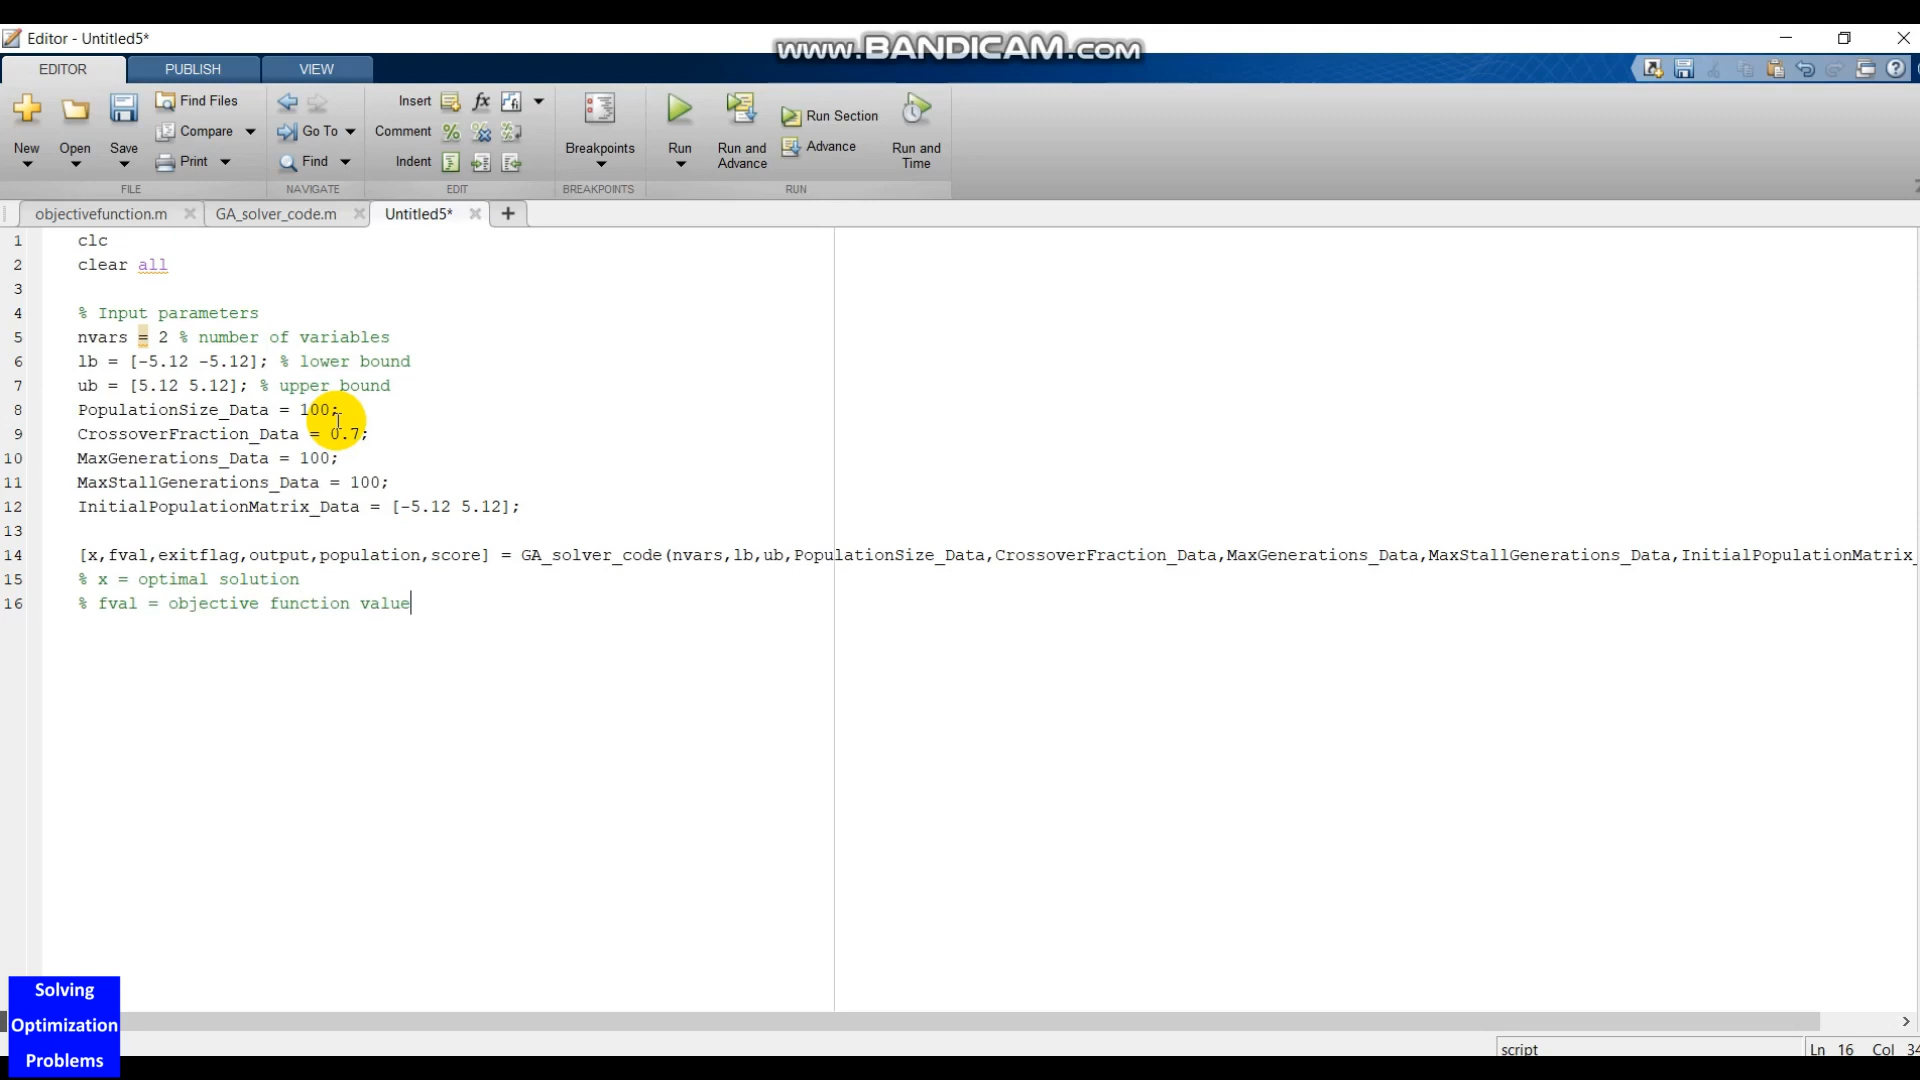 Editor - Untitled5*
www.BANDICAM.com
EDITOR PUBLISH VIEW
New Open Save Find Files Compare Print
Go To Find
Insert Comment Indent
Breakpoints
Run Run and Advance Run Section Advance Run and Time
FILE NAVIGATE EDIT BREAKPOINTS RUN
objectivefunction.m GA_solver_code.m Untitled5*
1 clc
2 clear all
3
4 % Input parameters
5 nvars = 2 % number of variables
6 lb = [-5.12 -5.12]; % lower bound
7 ub = [5.12 5.12]; % upper bound
8 PopulationSize_Data = 100;
9 CrossoverFraction_Data = 0.7;
10 MaxGenerations_Data = 100;
11 MaxStallGenerations_Data = 100;
12 InitialPopulationMatrix_Data = [-5.12 5.12];
13
14 [x,fval,exitflag,output,population,score] = GA_solver_code(nvars,lb,ub,PopulationSize_Data,CrossoverFraction_Data,MaxGenerations_Data,MaxStallGenerations_Data,InitialPopulationMatrix_
15 % x = optimal solution
16 % fval = objective function value
Solving
Optimization
Problems
script Ln 16 Col 34